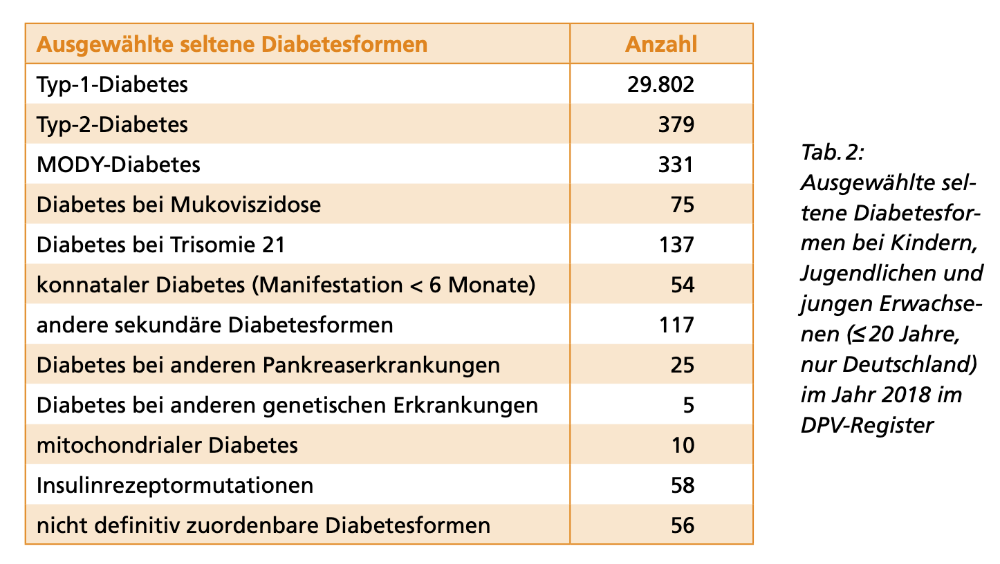 Ausgewählte seltene Diabetesformen Anzahl
Typ-1-Diabetes 29.802
Typ-2-Diabetes 379
MODY-Diabetes 331
Diabetes bei Mukoviszidose 75
Diabetes bei Trisomie 21 137
konnataler Diabetes (Manifestation < 6 Monate) 54
andere sekundäre Diabetesformen 117
Diabetes bei anderen Pankreaserkrankungen 25
Diabetes bei anderen genetischen Erkrankungen 5
mitochondrialer Diabetes 10
Insulinrezeptormutationen 58
nicht definitiv zuordenbare Diabetesformen 56
Tab. 2:
Ausgewählte sel-
tene Diabetesfor-
men bei Kindern,
Jugendlichen und
jungen Erwachse-
nen (≤ 20 Jahre,
nur Deutschland)
im Jahr 2018 im
DPV-Register